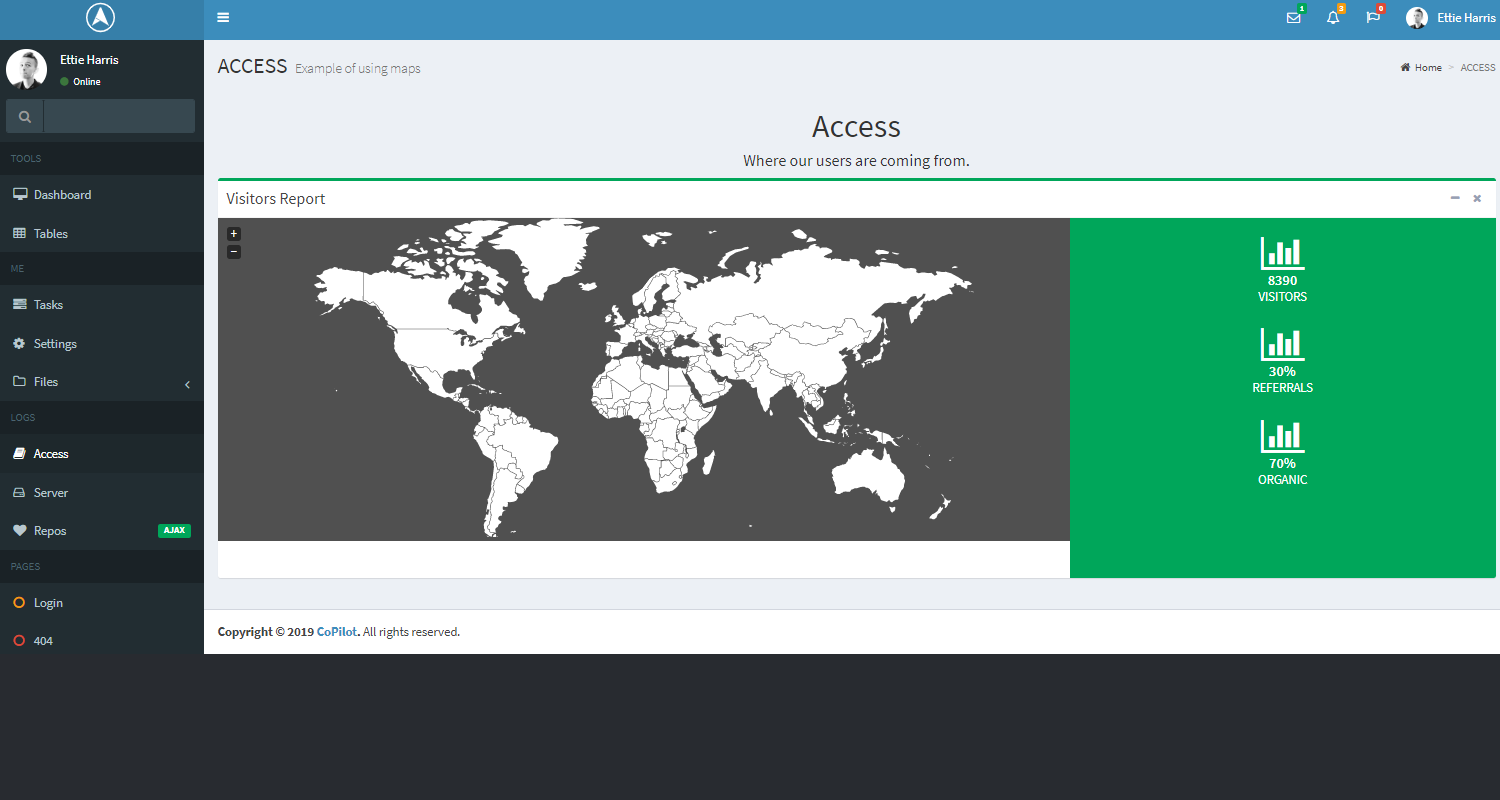 1
3
0
Ettie Harris
Ettie Harris
Online
TOOLS
Dashboard
Tables
ME
Tasks
Settings
Files
LOGS
Access
Server
Repos AJAX
PAGES
Login
404
ACCESS Example of using maps
Home > ACCESS
Access
Where our users are coming from.
Visitors Report
+
−
8390
VISITORS
30%
REFERRALS
70%
ORGANIC
Copyright © 2019 CoPilot. All rights reserved.